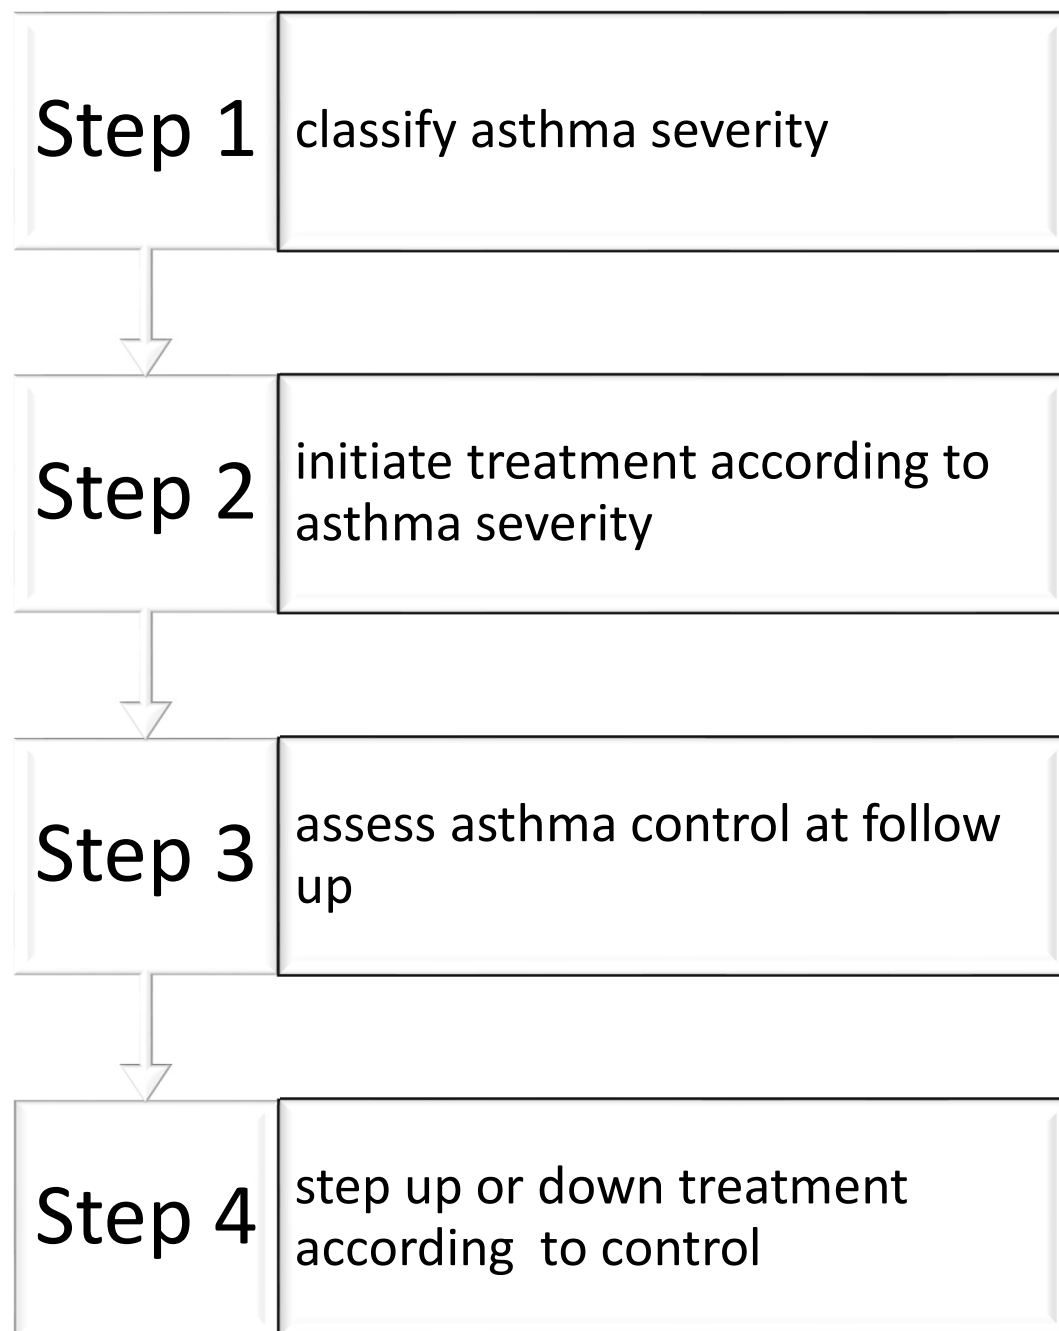 Step 1
classify asthma severity
Step 2
initiate treatment according to
asthma severity
Step 3
assess asthma control at follow
up
Step 4
step up or down treatment
according  to control